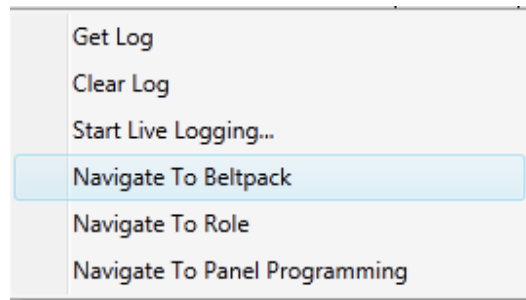 Get Log
Clear Log
Start Live Logging...
Navigate To Beltpack
Navigate To Role
Navigate To Panel Programming